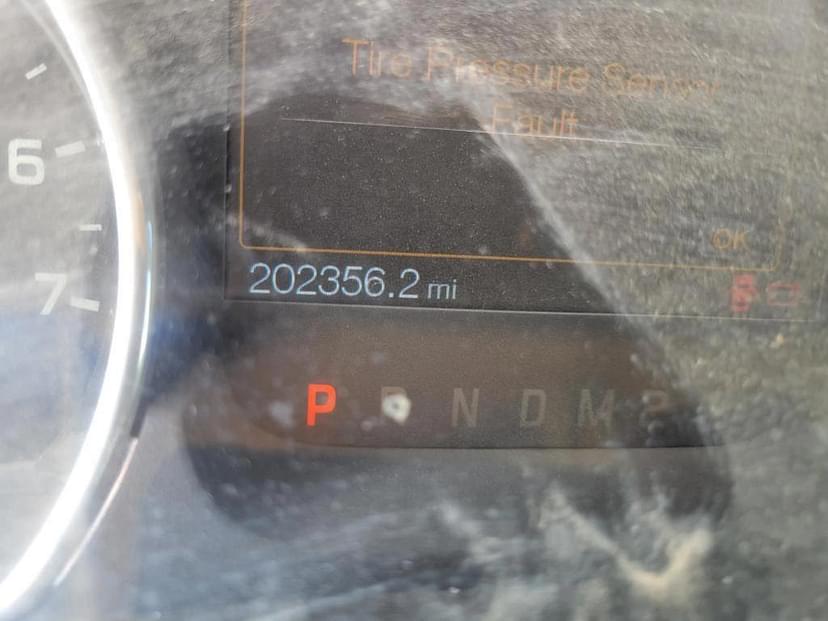 Tire Pressure Sensor
Fault
6
OK
7
202356.2 mi
P R N D M